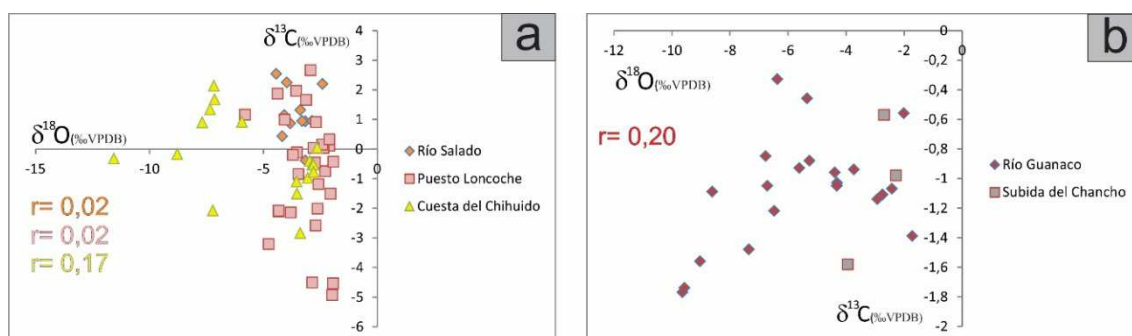 a
δ13C(‰VPDB)
4
3
2
1
0
-1
-2
-3
-4
-5
-6
δ18O(‰VPDB)
-15
-10
-5
0
r= 0,02
r= 0,02
r= 0,17
Río Salado
Puesto Loncoche
Cuesta del Chihuido
b
-12
-10
-8
-6
-4
-2
0
δ18O(‰VPDB)
0
-0,2
-0,4
-0,6
-0,8
-1
-1,2
-1,4
-1,6
-1,8
-2
r= 0,20
Río Guanaco
Subida del Chancho
δ13C(‰VPDB)